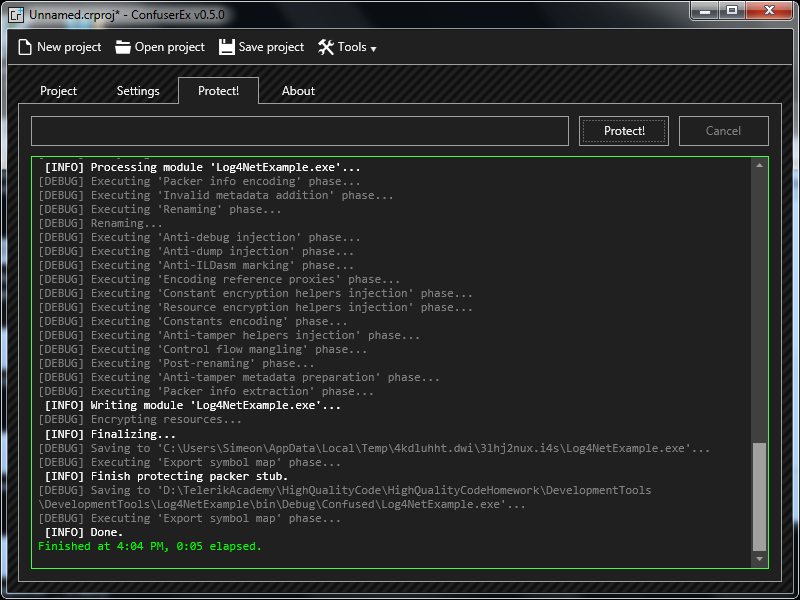 Cr Unnamed.crproj* - ConfuserEx v0.5.0
New project Open project Save project Tools
Project Settings Protect! About
Protect! Cancel
[INFO] Processing module 'Log4NetExample.exe'...
[DEBUG] Executing 'Packer info encoding' phase...
[DEBUG] Executing 'Invalid metadata addition' phase...
[DEBUG] Executing 'Renaming' phase...
[DEBUG] Renaming...
[DEBUG] Executing 'Anti-debug injection' phase...
[DEBUG] Executing 'Anti-dump injection' phase...
[DEBUG] Executing 'Anti-ILDasm marking' phase...
[DEBUG] Executing 'Encoding reference proxies' phase...
[DEBUG] Executing 'Constant encryption helpers injection' phase...
[DEBUG] Executing 'Resource encryption helpers injection' phase...
[DEBUG] Executing 'Constants encoding' phase...
[DEBUG] Executing 'Anti-tamper helpers injection' phase...
[DEBUG] Executing 'Control flow mangling' phase...
[DEBUG] Executing 'Post-renaming' phase...
[DEBUG] Executing 'Anti-tamper metadata preparation' phase...
[DEBUG] Executing 'Packer info extraction' phase...
[INFO] Writing module 'Log4NetExample.exe'...
[DEBUG] Encrypting resources...
[INFO] Finalizing...
[DEBUG] Saving to 'C:\Users\Simeon\AppData\Local\Temp\4kdluhht.dwi\3lhj2nux.i4s\Log4NetExample.exe'...
[DEBUG] Executing 'Export symbol map' phase...
[INFO] Finish protecting packer stub.
[DEBUG] Saving to 'D:\TelerikAcademy\HighQualityCode\HighQualityCodeHomework\DevelopmentTools
\DevelopmentTools\Log4NetExample\bin\Debug\Confused\Log4NetExample.exe'...
[DEBUG] Executing 'Export symbol map' phase...
[INFO] Done.
Finished at 4:04 PM, 0:05 elapsed.